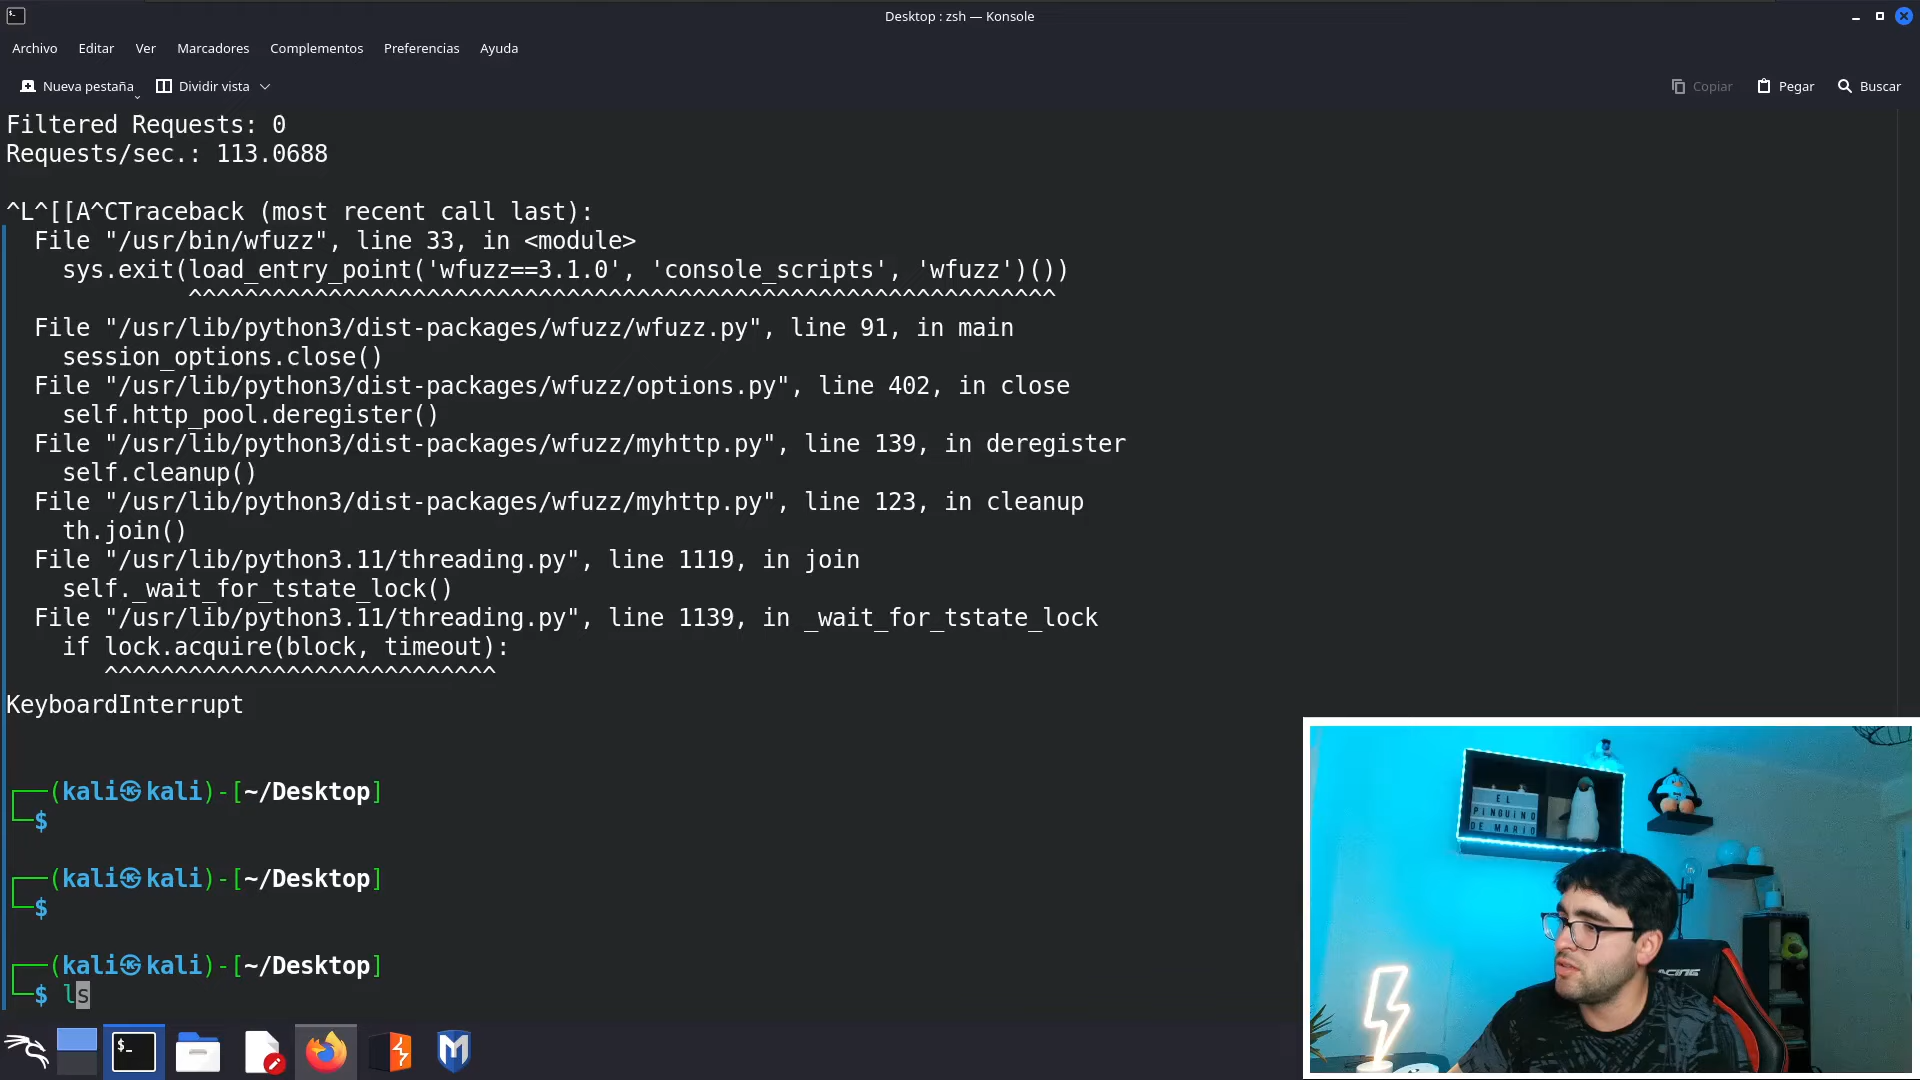 Desktop : zsh — Konsole
Archivo Editar Ver Marcadores Complementos Preferencias Ayuda
Nueva pestaña Dividir vista Copiar Pegar Buscar
Filtered Requests: 0
Requests/sec.: 113.0688
^L^[[A^CTraceback (most recent call last):
  File "/usr/bin/wfuzz", line 33, in <module>
    sys.exit(load_entry_point('wfuzz==3.1.0', 'console_scripts', 'wfuzz')())
             ^^^^^^^^^^^^^^^^^^^^^^^^^^^^^^^^^^^^^^^^^^^^^^^^^^^^^^^^^^^^^^
  File "/usr/lib/python3/dist-packages/wfuzz/wfuzz.py", line 91, in main
    session_options.close()
  File "/usr/lib/python3/dist-packages/wfuzz/options.py", line 402, in close
    self.http_pool.deregister()
  File "/usr/lib/python3/dist-packages/wfuzz/myhttp.py", line 139, in deregister
    self.cleanup()
  File "/usr/lib/python3/dist-packages/wfuzz/myhttp.py", line 123, in cleanup
    th.join()
  File "/usr/lib/python3.11/threading.py", line 1119, in join
    self._wait_for_tstate_lock()
  File "/usr/lib/python3.11/threading.py", line 1139, in _wait_for_tstate_lock
    if lock.acquire(block, timeout):
       ^^^^^^^^^^^^^^^^^^^^^^^^^^^^
KeyboardInterrupt
┌──(kali㉿kali)-[~/Desktop]
└─$
┌──(kali㉿kali)-[~/Desktop]
└─$
┌──(kali㉿kali)-[~/Desktop]
└─$ ls
EL
PINGUINO
DE MARIO